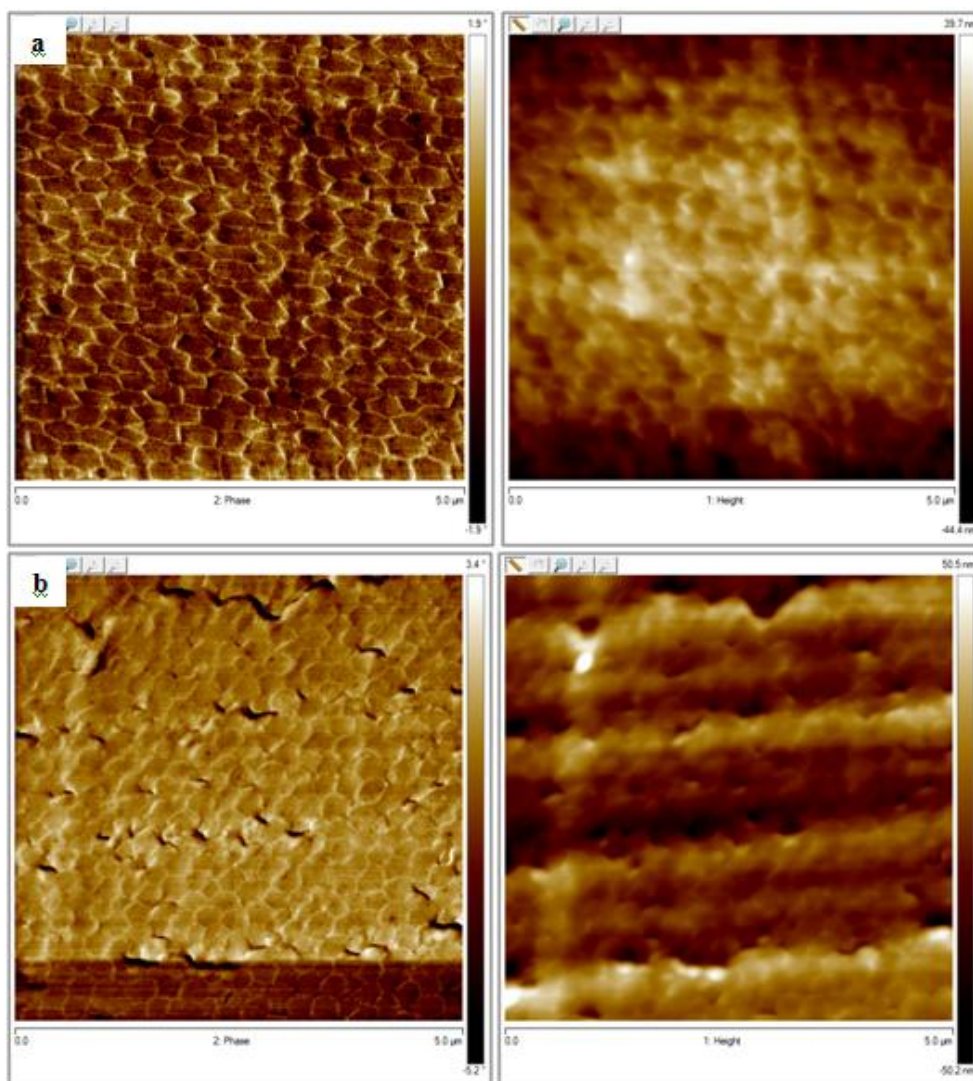 a
1.9 °
39.7 nm
0.0
2: Phase
5.0 µm
-1.9 °
0.0
1: Height
5.0 µm
-44.4 nm
b
3.4 °
50.5 nm
0.0
2: Phase
5.0 µm
-5.2 °
0.0
1: Height
5.0 µm
-50.2 nm